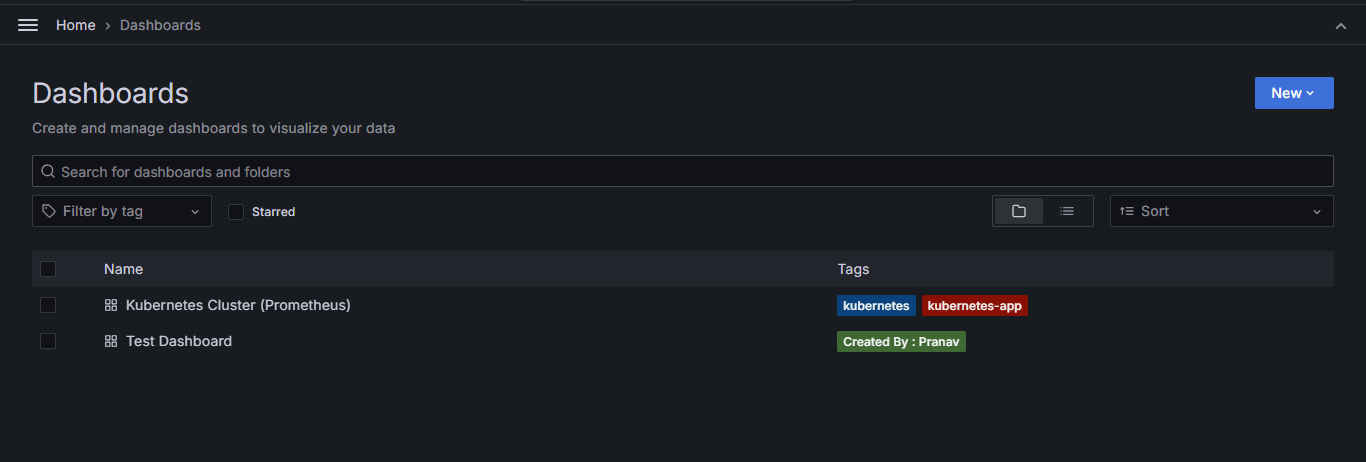 Home › Dashboards
Dashboards
New
Create and manage dashboards to visualize your data
Search for dashboards and folders
Filter by tag Starred Sort
Name Tags
Kubernetes Cluster (Prometheus) kubernetes kubernetes-app
Test Dashboard Created By : Pranav